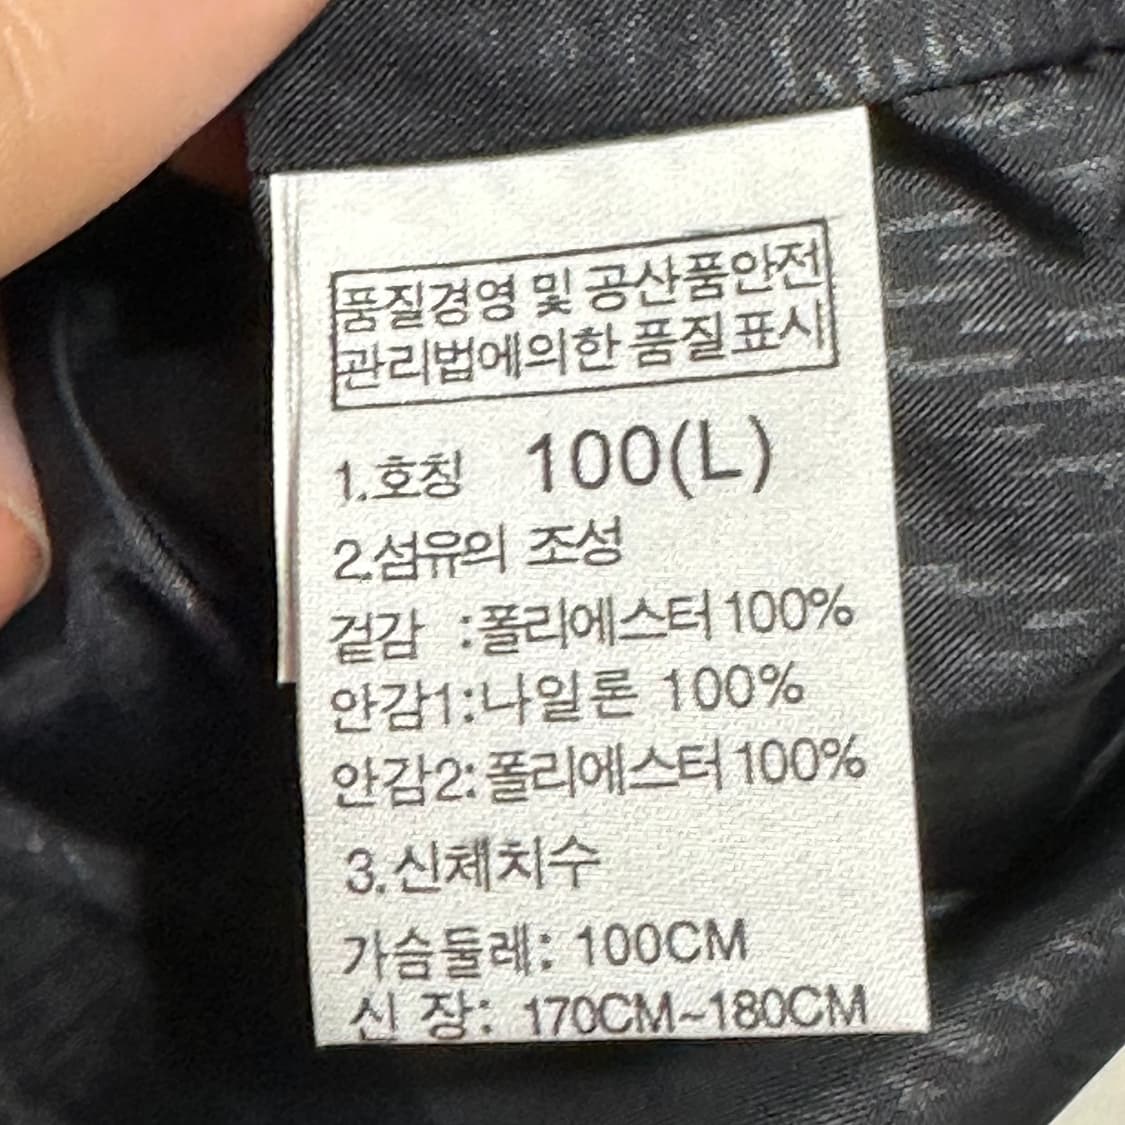 품질경영 및 공산품안전
관리법에의한 품질표시
1.호칭 100(L)
2.섬유의 조성
겉감 :폴리에스터 100%
안감1:나일론 100%
안감2:폴리에스터 100%
3.신체치수
가슴둘레: 100CM
신 장: 170CM~180CM